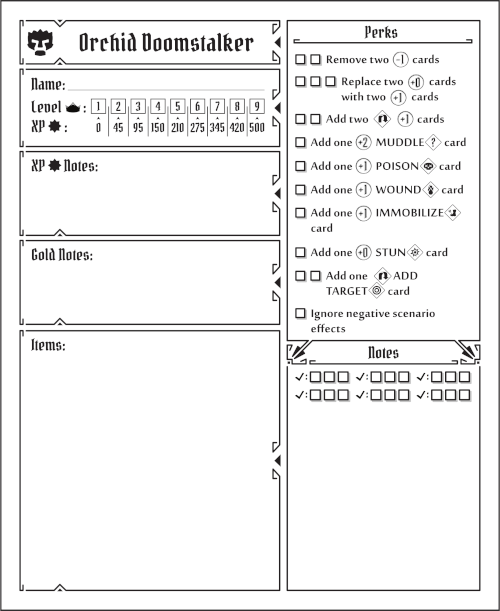 Orchid Doomstalker
Name:
Level :
1 2 3 4 5 6 7 8 9
XP :
0 45 95 150 210 275 345 420 500
XP Notes:
Gold Notes:
Items:
Perks
Remove two -1 cards
Replace two +0 cards
with two +1 cards
Add two +1 cards
Add one +2 MUDDLE ? card
Add one +1 POISON card
Add one +1 WOUND card
Add one +1 IMMOBILIZE
card
Add one +0 STUN card
Add one ADD
TARGET card
Ignore negative scenario
effects
Notes
✓: ✓: ✓:
✓: ✓: ✓: